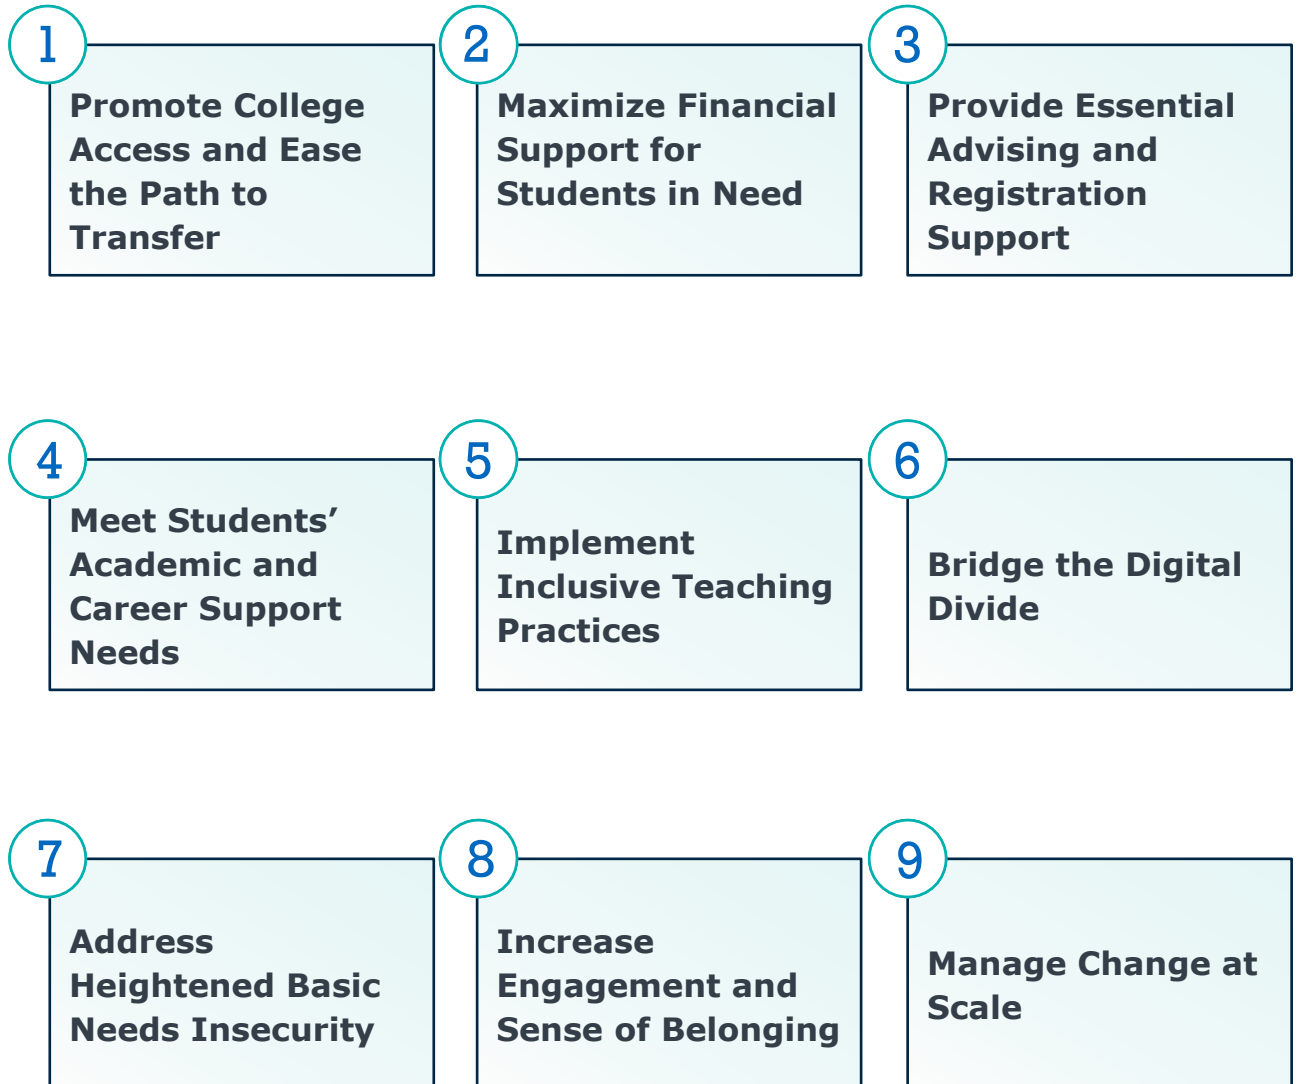 1
Promote College
Access and Ease
the Path to
Transfer
2
Maximize Financial
Support for
Students in Need
3
Provide Essential
Advising and
Registration
Support
4
Meet Students’
Academic and
Career Support
Needs
5
Implement
Inclusive Teaching
Practices
6
Bridge the Digital
Divide
7
Address
Heightened Basic
Needs Insecurity
8
Increase
Engagement and
Sense of Belonging
9
Manage Change at
Scale